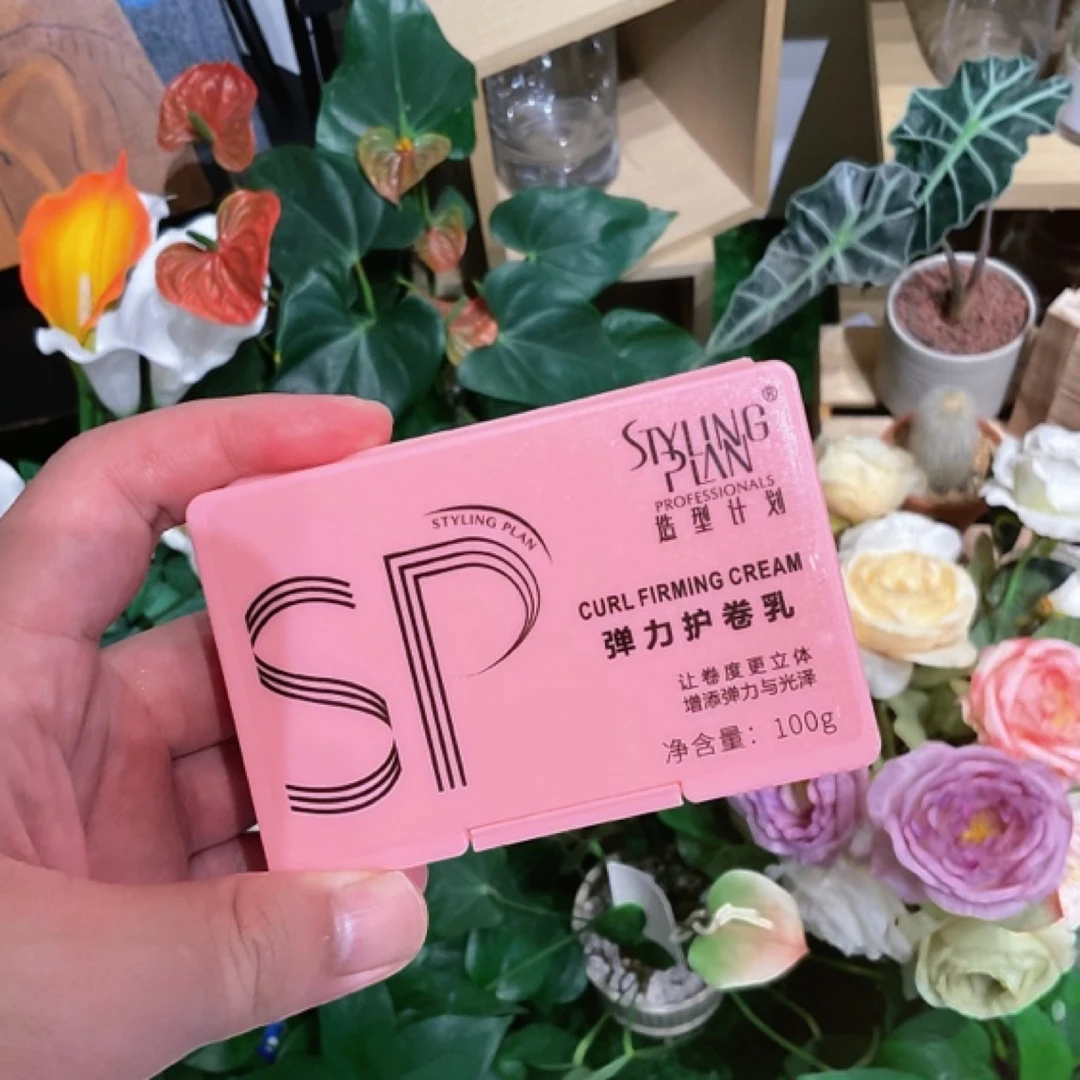 STYLING
PLAN®
PROFESSIONALS
造型计划
STYLING PLAN
SP
CURL FIRMING CREAM
弹力护卷乳
让卷度更立体
增添弹力与光泽
净含量：100g